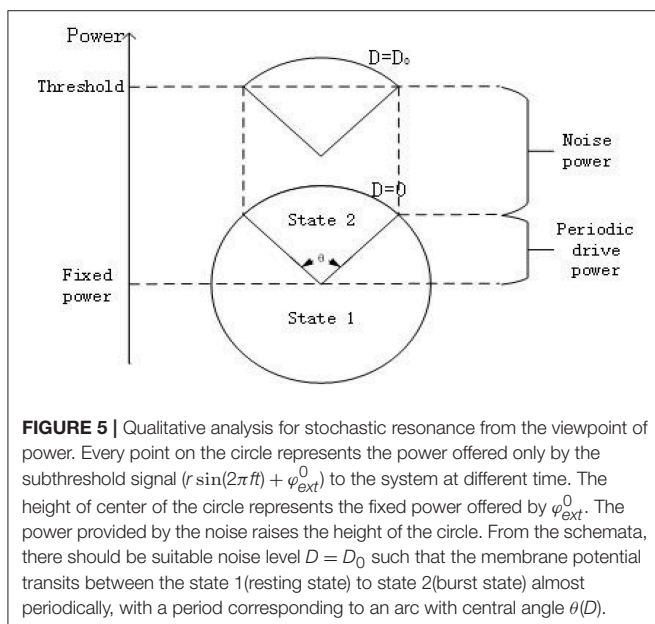 Power
D=D₀
Threshold
Noise
power
D=0
State 2
Periodic
drive
power
θ
Fixed
power
State 1
FIGURE 5 | Qualitative analysis for stochastic resonance from the viewpoint of
power. Every point on the circle represents the power offered only by the
subthreshold signal (r sin(2πft) + φ⁰ₑₓₜ) to the system at different time. The
height of center of the circle represents the fixed power offered by φ⁰ₑₓₜ. The
power provided by the noise raises the height of the circle. From the schemata,
there should be suitable noise level D = D₀ such that the membrane potential
transits between the state 1(resting state) to state 2(burst state) almost
periodically, with a period corresponding to an arc with central angle θ(D).